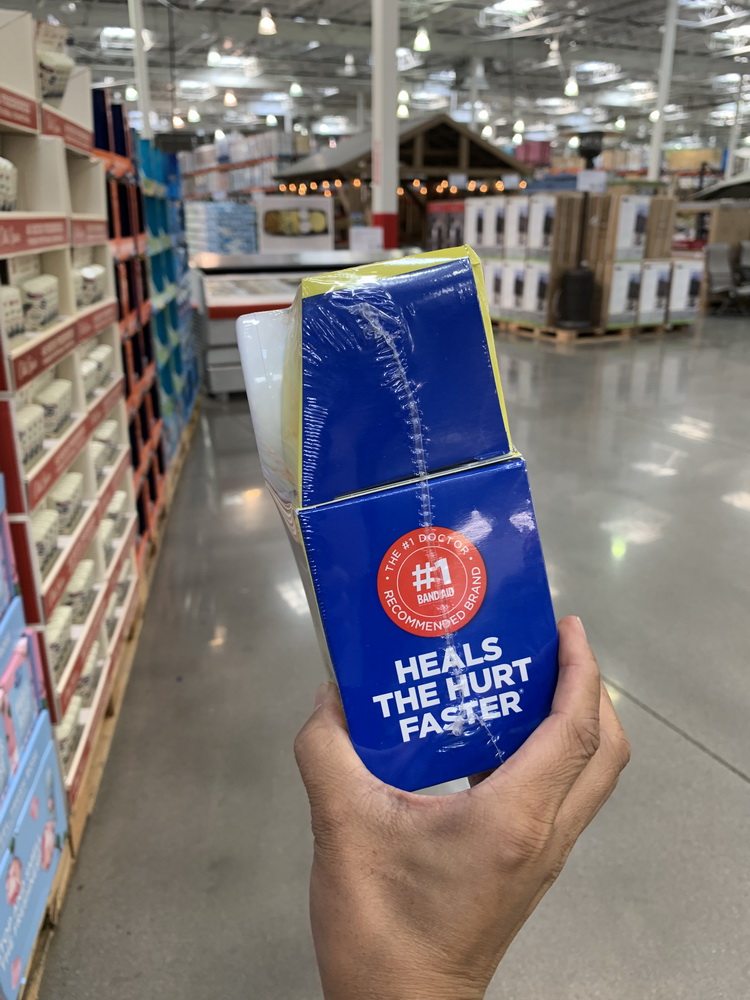 THE #1 DOCTOR
#1
BAND-AID
RECOMMENDED BRAND
HEALS
THE HURT
FASTER*